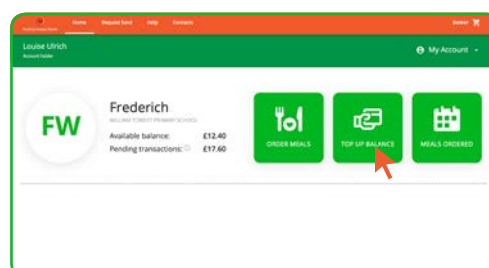 Home Request fund Help Contacts Basket
Louise Ulrich
Account holder
My Account
FW
Frederich
WILLIAM TORBITT PRIMARY SCHOOL
Available balance: £12.40
Pending transactions: £17.60
ORDER MEALS
TOP UP BALANCE
MEALS ORDERED